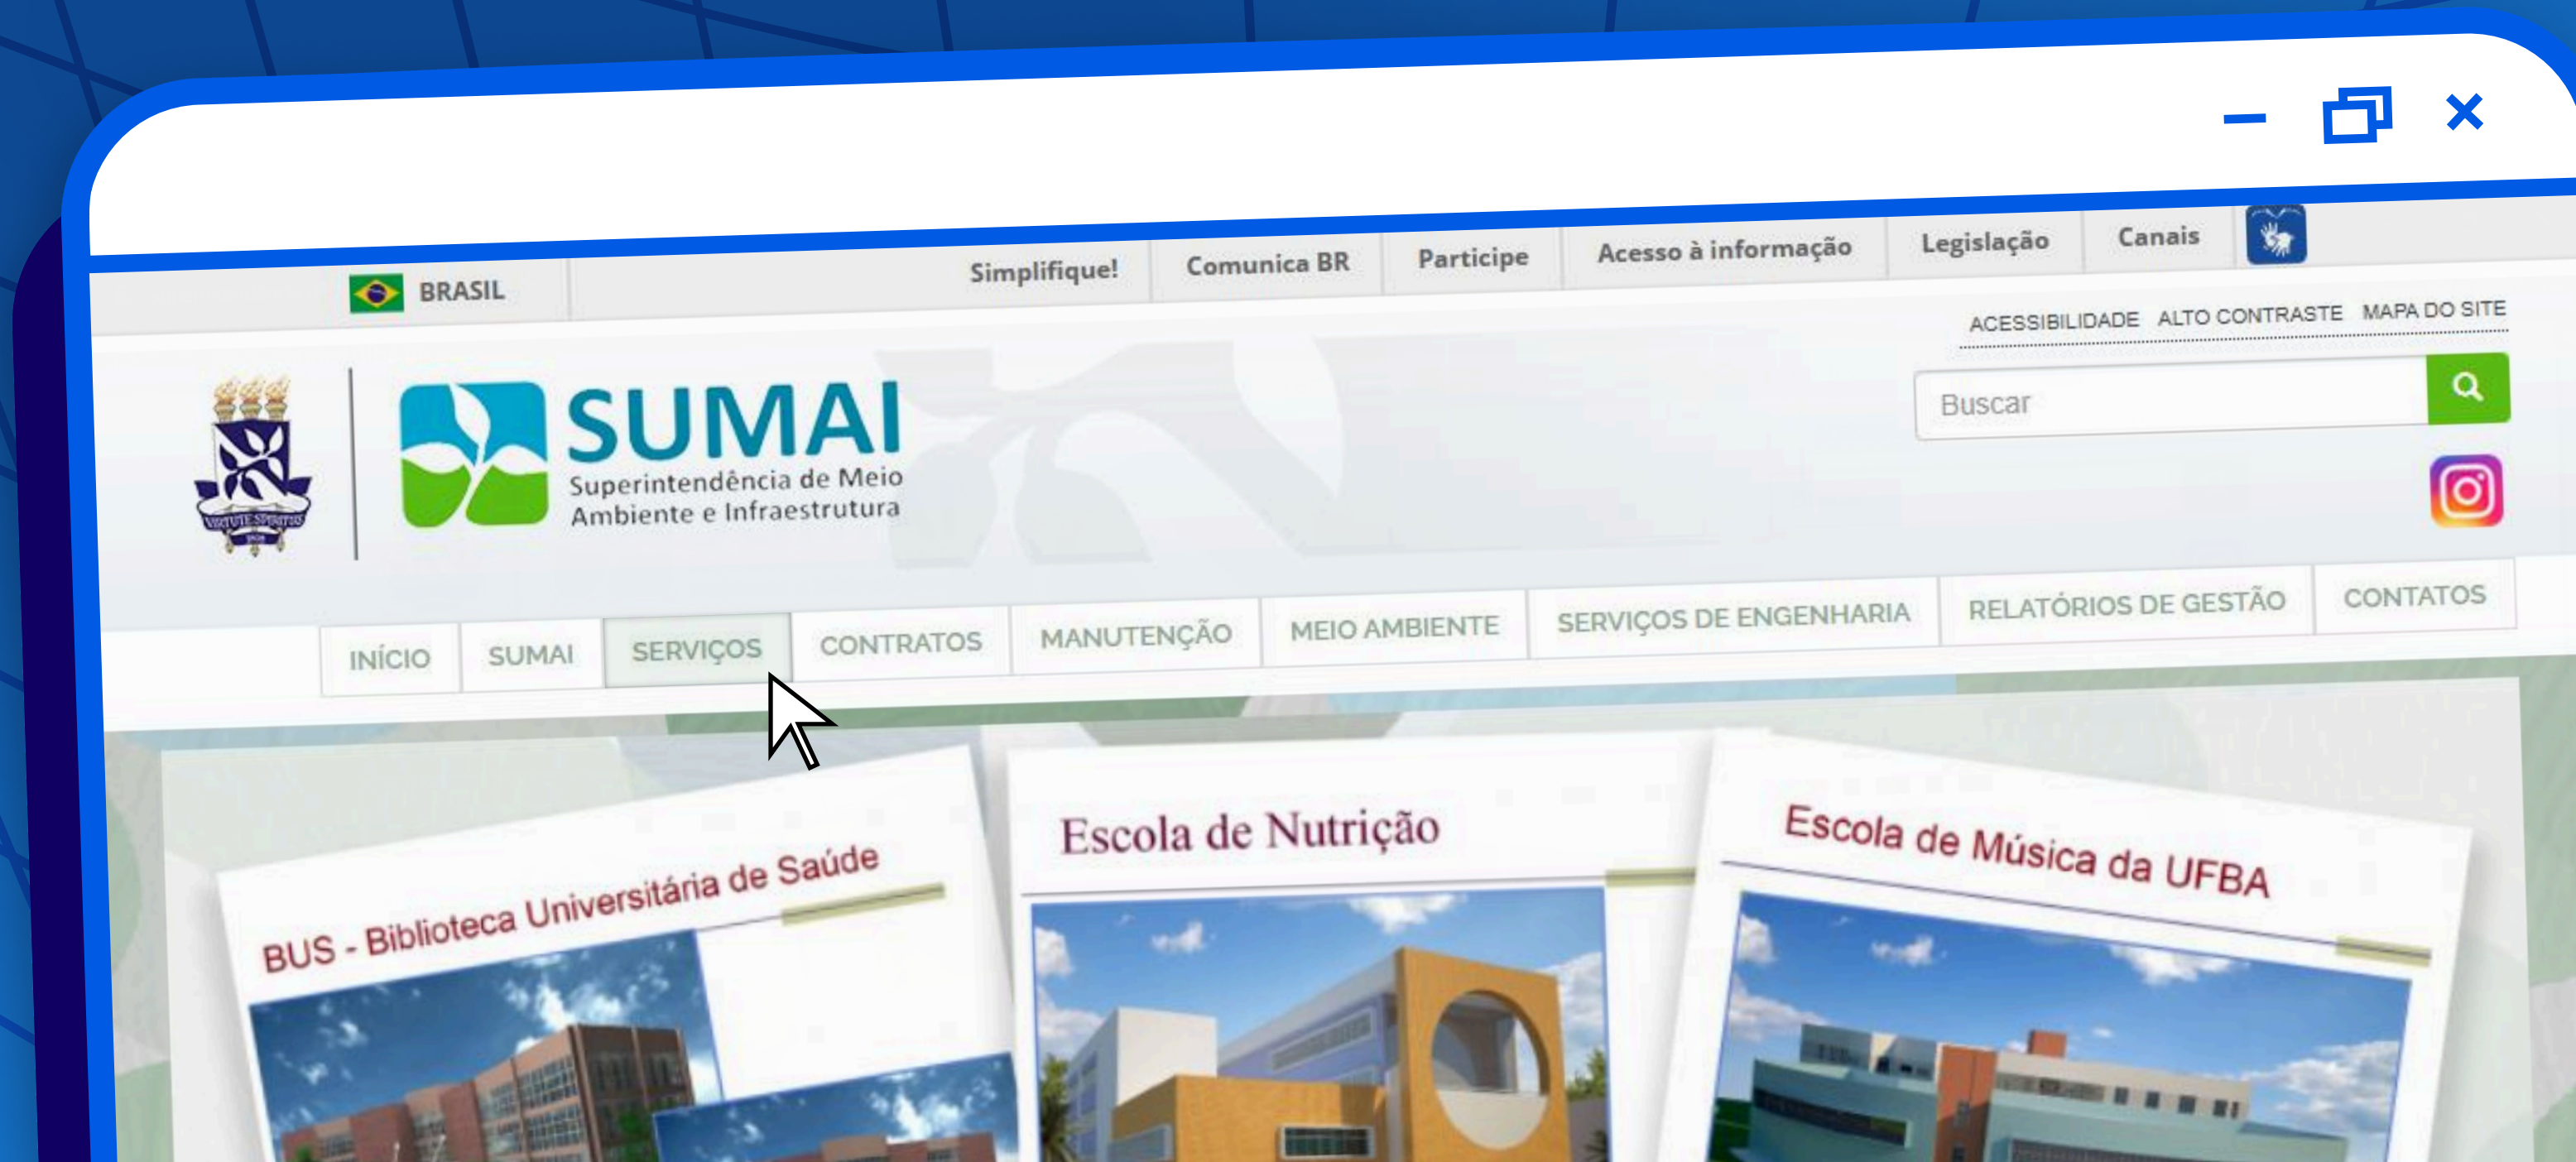 BRASIL
Simplifique!
Comunica BR
Participe
Acesso à informação
Legislação
Canais
ACESSIBILIDADE ALTO CONTRASTE MAPA DO SITE
Buscar
VIRTUTE SPIRITUS
SUMAI
Superintendência de Meio
Ambiente e Infraestrutura
INÍCIO
SUMAI
SERVIÇOS
CONTRATOS
MANUTENÇÃO
MEIO AMBIENTE
SERVIÇOS DE ENGENHARIA
RELATÓRIOS DE GESTÃO
CONTATOS
BUS - Biblioteca Universitária de Saúde
Escola de Nutrição
Escola de Música da UFBA